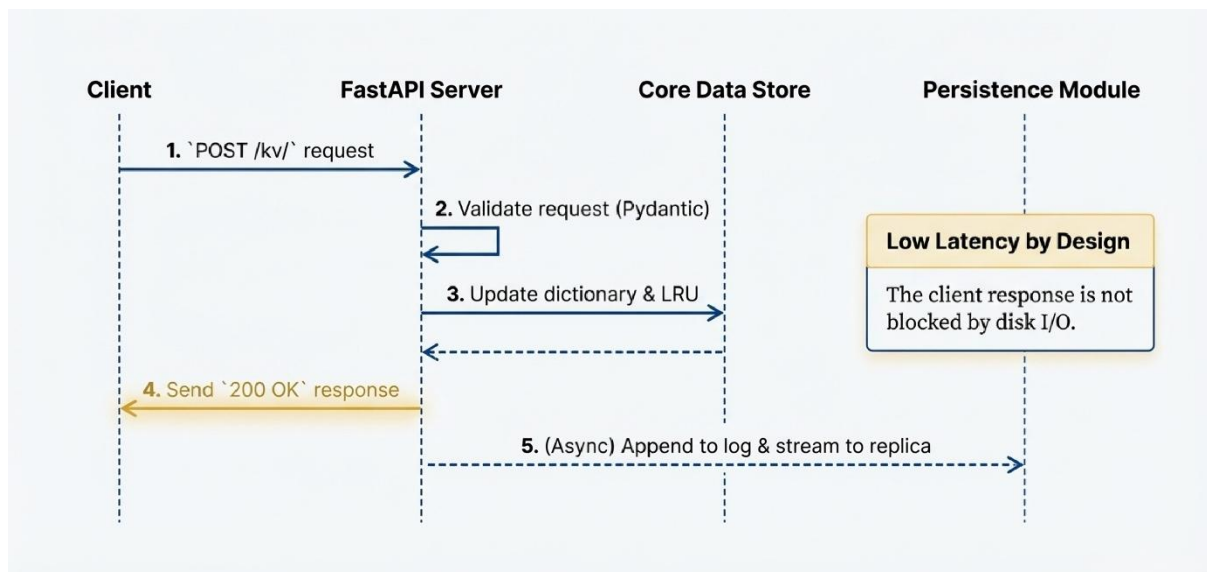 Client
FastAPI Server
Core Data Store
Persistence Module
1. `POST /kv/` request
2. Validate request (Pydantic)
Low Latency by Design
The client response is not
blocked by disk I/O.
3. Update dictionary & LRU
4. Send `200 OK` response
5. (Async) Append to log & stream to replica